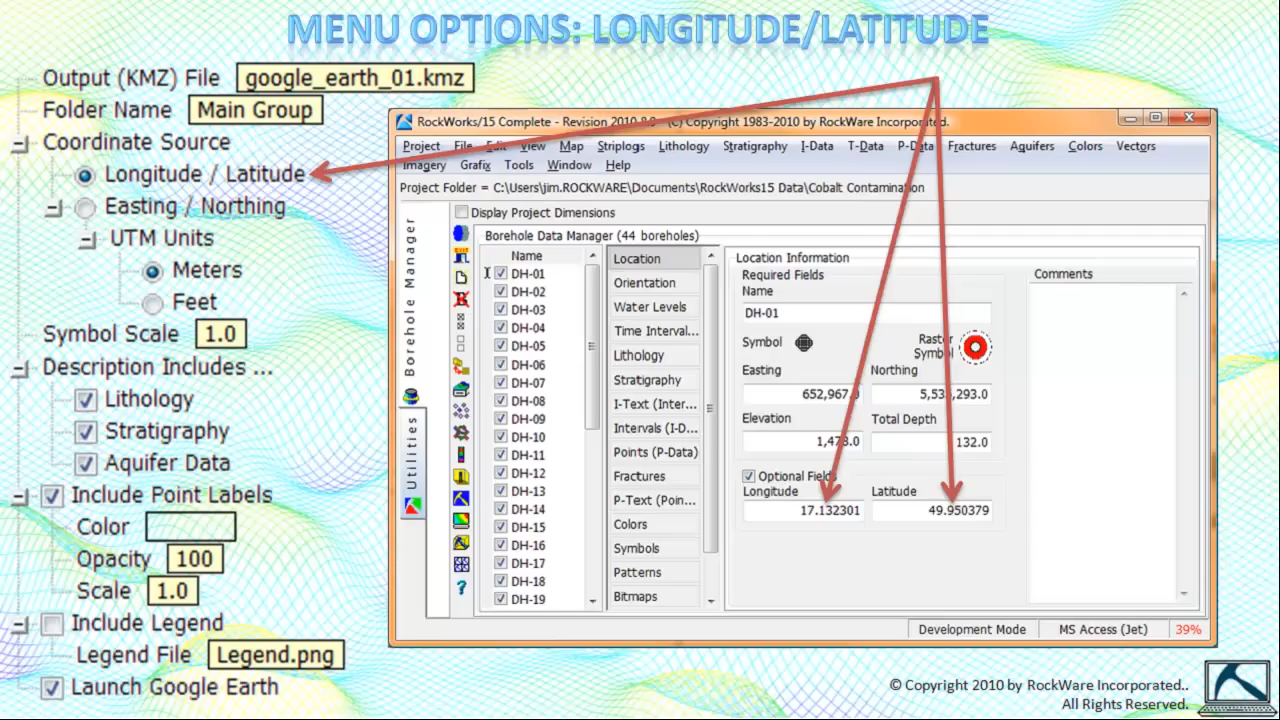 MENU OPTIONS: LONGITUDE/LATITUDE
Output (KMZ) File google_earth_01.kmz
Folder Name Main Group
Coordinate Source
Longitude / Latitude
Easting / Northing
UTM Units
Meters
Feet
Symbol Scale 1.0
Description Includes ...
Lithology
Stratigraphy
Aquifer Data
Include Point Labels
Color
Opacity 100
Scale 1.0
Include Legend
Legend File Legend.png
Launch Google Earth
RockWorks/15 Complete - Revision 2010 (C) Copyright 1983-2010 by RockWare Incorporated.
Project File Edit View Map Striplogs Lithology Stratigraphy I-Data T-Data P-Data Fractures Aquifers Colors Vectors
Imagery Grafix Tools Window Help
Project Folder = C:\Users\jim.ROCKWARE\Documents\RockWorks15 Data\Cobalt Contamination
Borehole Manager
Utilities
Display Project Dimensions
Borehole Data Manager (44 boreholes)
Name
DH-01
DH-02
DH-03
DH-04
DH-05
DH-06
DH-07
DH-08
DH-09
DH-10
DH-11
DH-12
DH-13
DH-14
DH-15
DH-16
DH-17
DH-18
DH-19
Location
Orientation
Water Levels
Time Interval...
Lithology
Stratigraphy
I-Text (Inter...
Intervals (I-D...
Points (P-Data)
Fractures
P-Text (Poin...
Colors
Symbols
Patterns
Bitmaps
Location Information
Required Fields
Name
DH-01
Symbol Raster Symbol
Easting Northing
652,967.0
Elevation Total Depth
132.0
Optional Fields
Longitude Latitude
17.132301 49.950379
Comments
Development Mode MS Access (Jet) 39%
© Copyright 2010 by RockWare Incorporated..
All Rights Reserved.